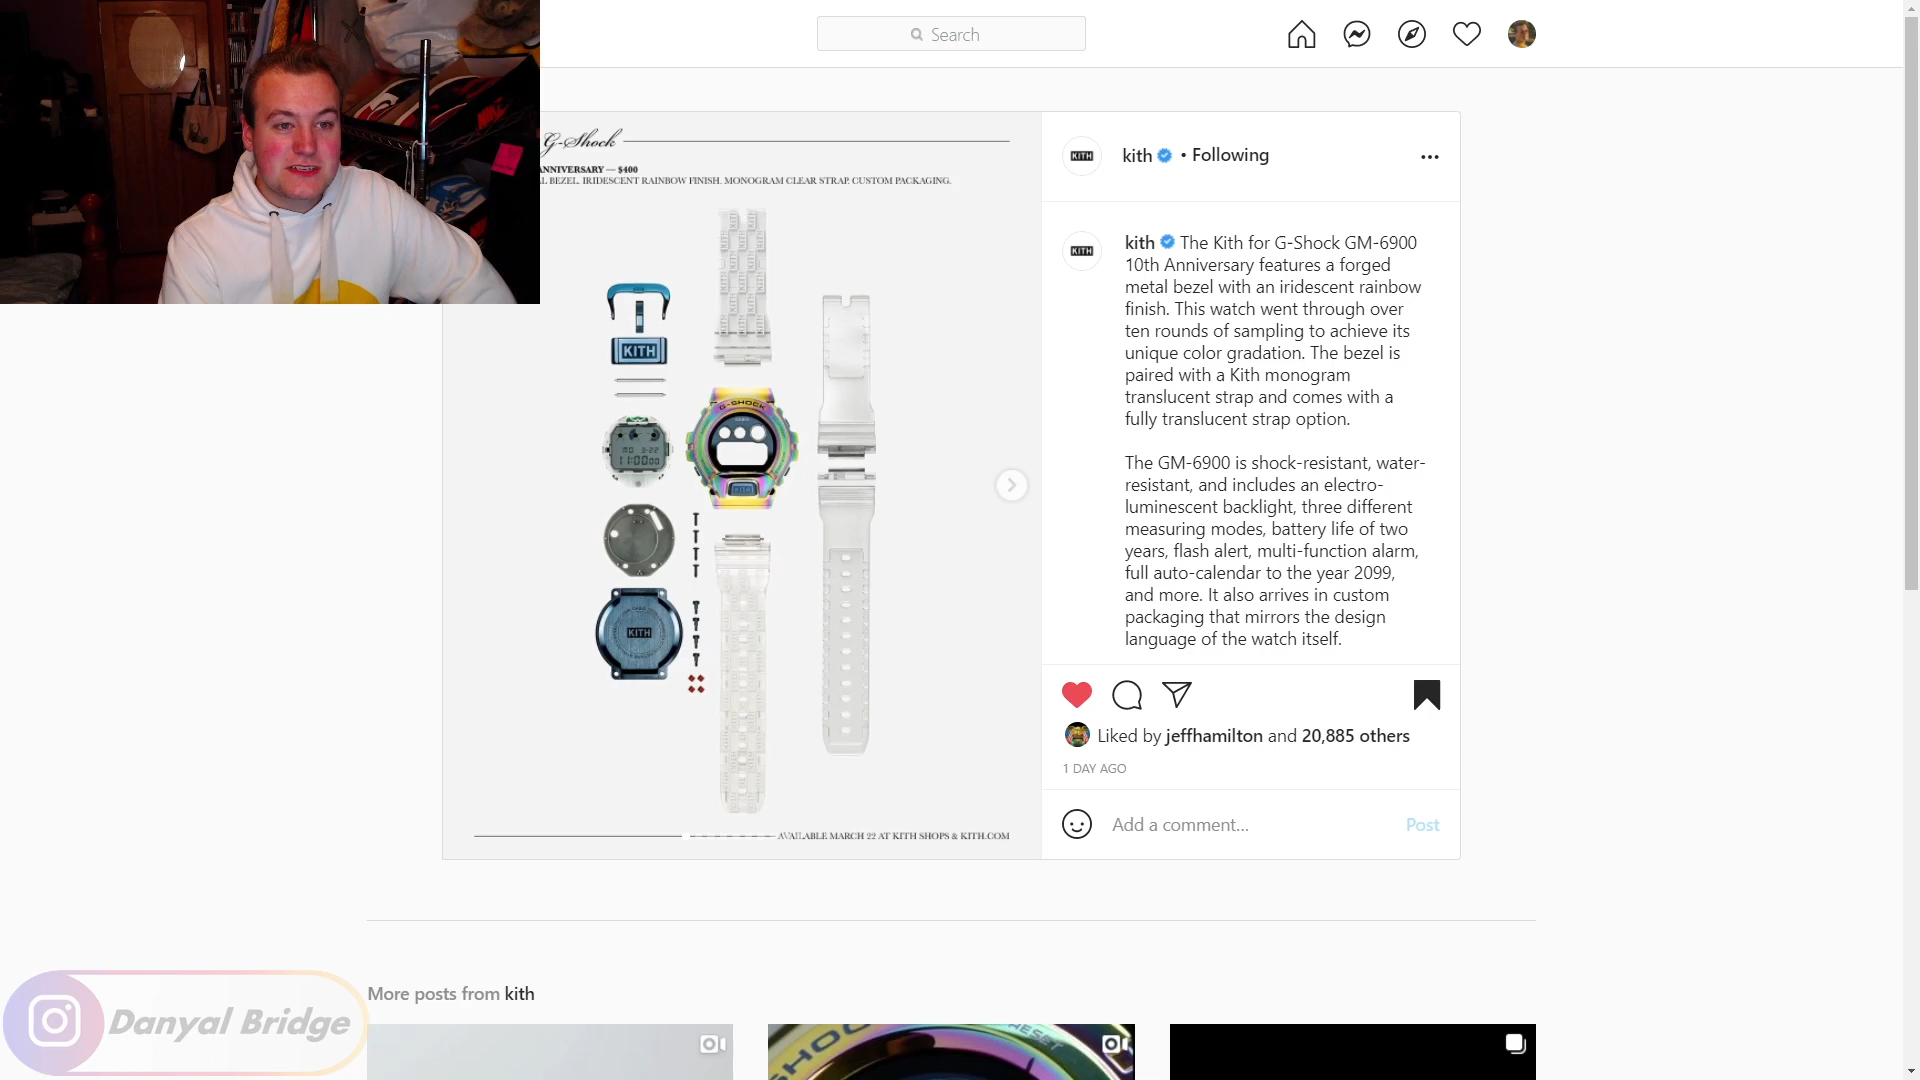 Search
G-Shock
ANNIVERSARY — $400
L BEZEL. IRIDESCENT RAINBOW FINISH. MONOGRAM CLEAR STRAP. CUSTOM PACKAGING.
KITH
G-SHOCK
MO 3-22
11:00
KITH
AVAILABLE MARCH 22 AT KITH SHOPS & KITH.COM
KITH
kith • Following
KITH
kith The Kith for G-Shock GM-6900
10th Anniversary features a forged
metal bezel with an iridescent rainbow
finish. This watch went through over
ten rounds of sampling to achieve its
unique color gradation. The bezel is
paired with a Kith monogram
translucent strap and comes with a
fully translucent strap option.
The GM-6900 is shock-resistant, water-
resistant, and includes an electro-
luminescent backlight, three different
measuring modes, battery life of two
years, flash alert, multi-function alarm,
full auto-calendar to the year 2099,
and more. It also arrives in custom
packaging that mirrors the design
language of the watch itself.
Liked by jeffhamilton and 20,885 others
1 DAY AGO
Add a comment...
Post
More posts from kith
Danyal Bridge
SHOC
RESET